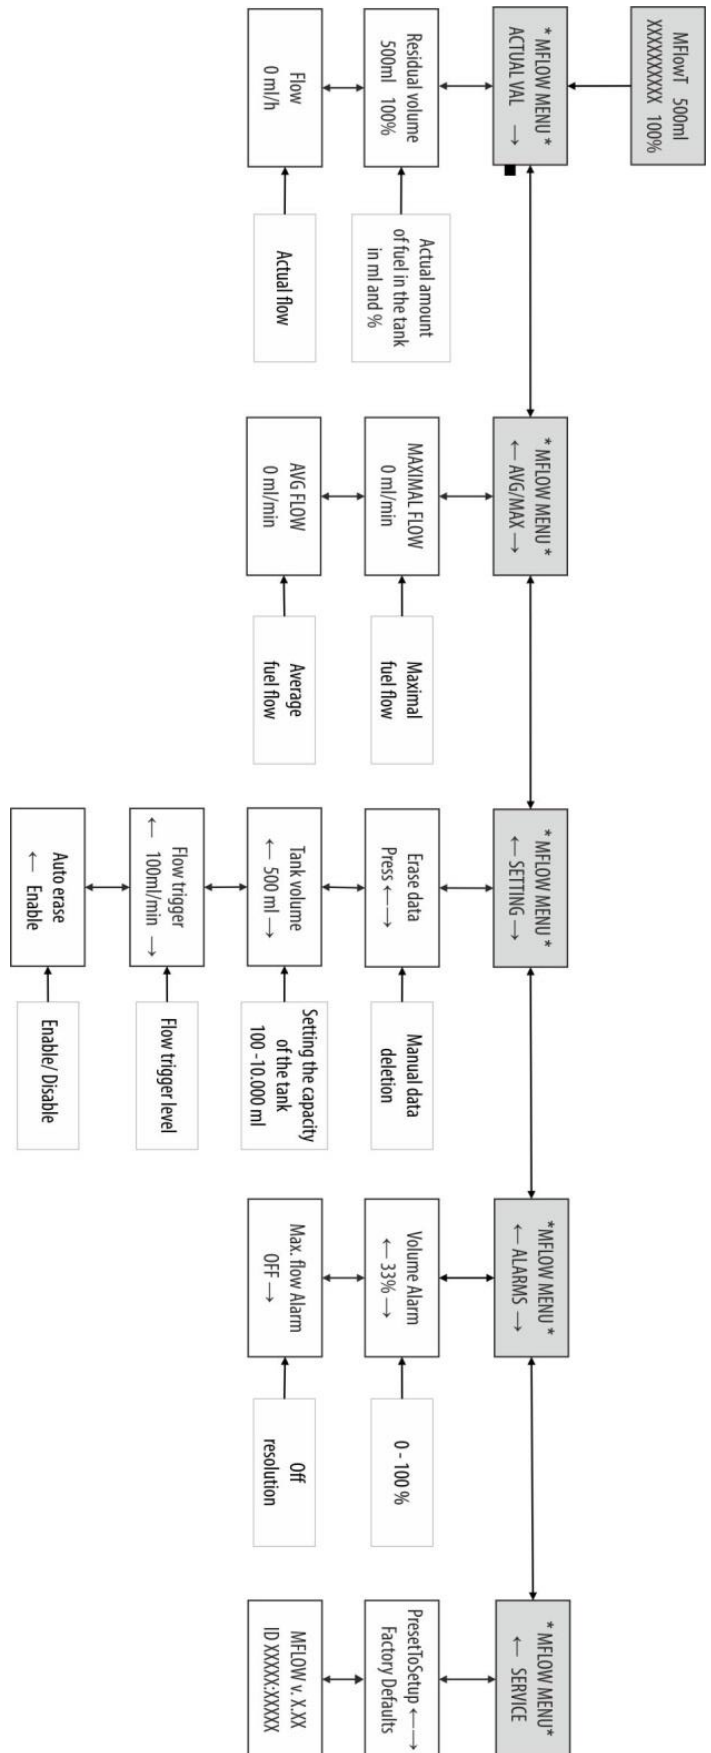 MFlowT 500ml
XXXXXXXXXX 100%
* MFLOW MENU *
ACTUAL VAL →
Residual volume
500ml 100%
Actual amount
of fuel in the tank
in ml and %
Flow
0 ml/h
Actual flow
* MFLOW MENU *
← AVG/MAX →
MAXIMAL FLOW
0 ml/min
Maximal
fuel flow
AVG FLOW
0 ml/min
Average
fuel flow
* MFLOW MENU *
← SETTING →
Erase data
Press ←→
Manual data
deletion
Tank volume
← 500 ml →
Setting the capacity
of the tank
100 -10.000 ml
Flow trigger
← 100ml/min →
Flow trigger level
Auto erase
← Enable
Enable/ Disable
*MFLOW MENU *
← ALARMS →
Volume Alarm
← 33% →
0 - 100 %
Max. flow Alarm
OFF →
Off
resolution
* MFLOW MENU*
← SERVICE
PresetToSetup ←→
Factory Defaults
MFLOW v. X.XX
ID XXXXX:XXXXX